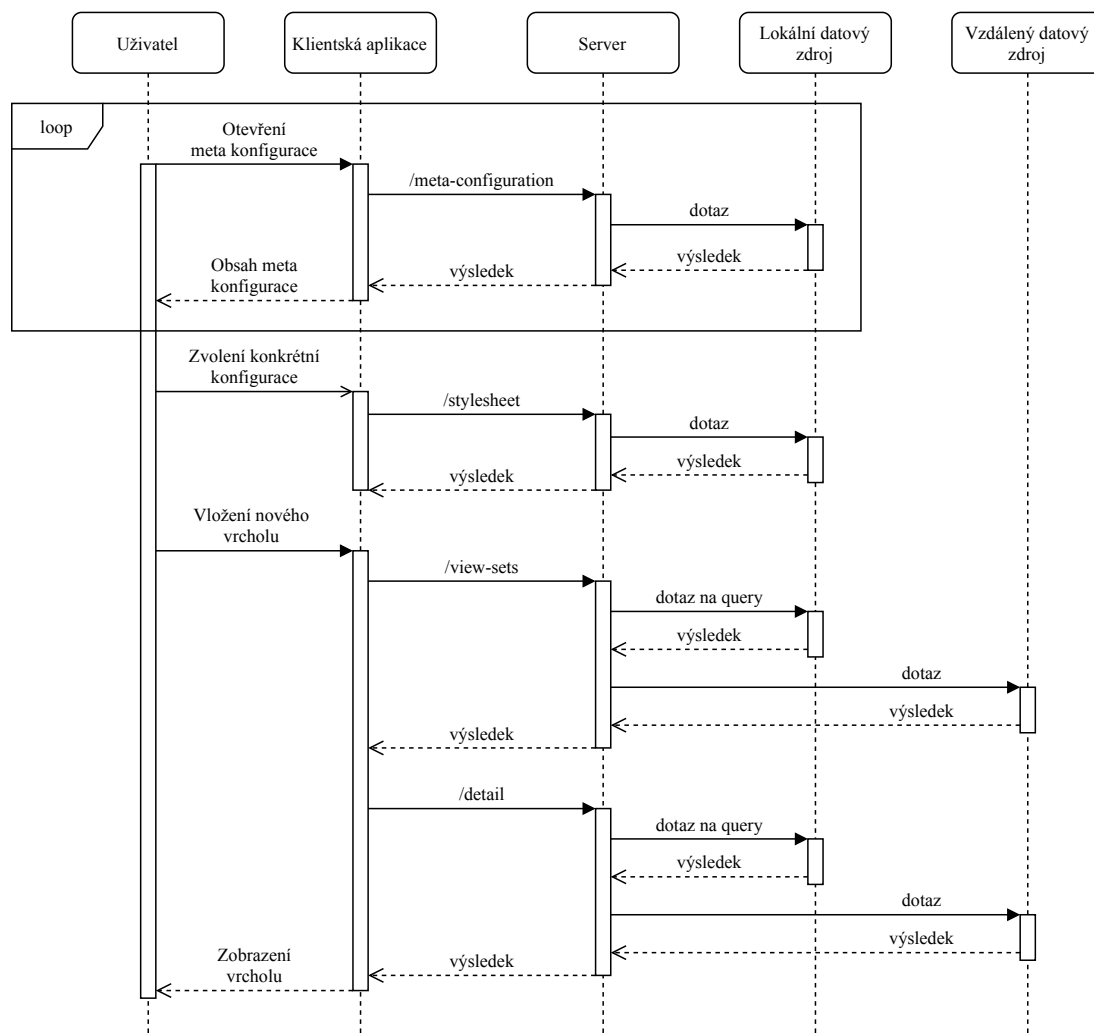 Uživatel
Klientská aplikace
Server
Lokální datový
zdroj
Vzdálený datový
zdroj
loop
Otevření
meta konfigurace
/meta-configuration
dotaz
výsledek
výsledek
Obsah meta
konfigurace
Zvolení konkrétní
konfigurace
/stylesheet
dotaz
výsledek
výsledek
Vložení nového
vrcholu
/view-sets
dotaz na query
výsledek
dotaz
výsledek
výsledek
/detail
dotaz na query
výsledek
dotaz
výsledek
výsledek
Zobrazení
vrcholu